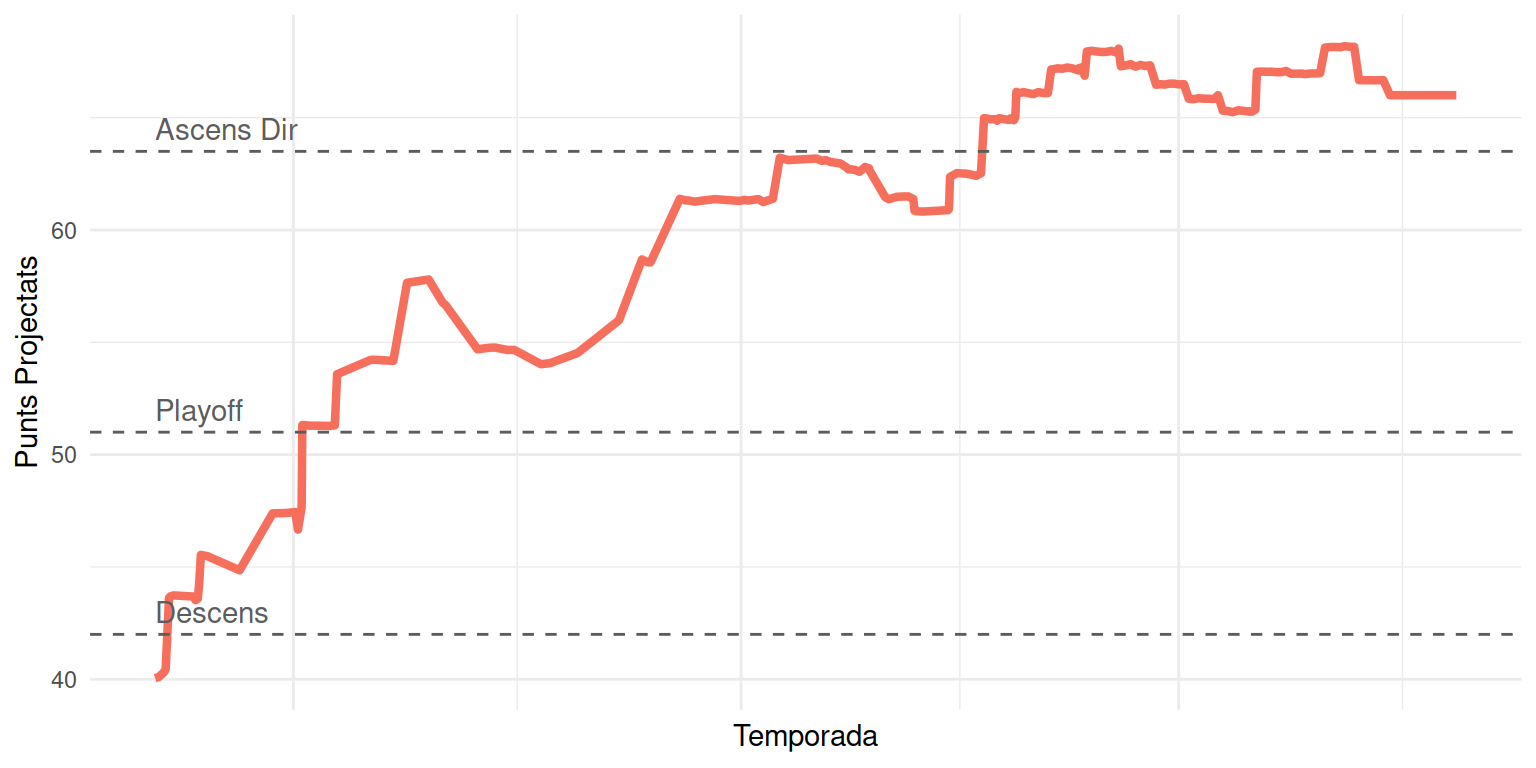 Ascens Dir
60
Punts Projectats
Playoff
50
Descens
40
Temporada